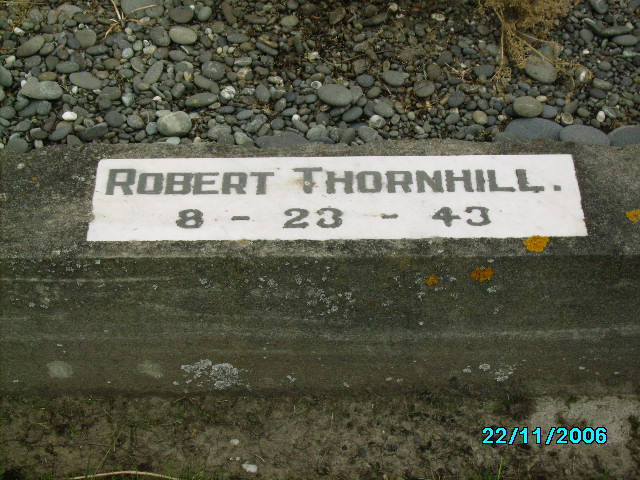 ROBERT THORNHILL.
8 - 23 - 43
22/11/2006